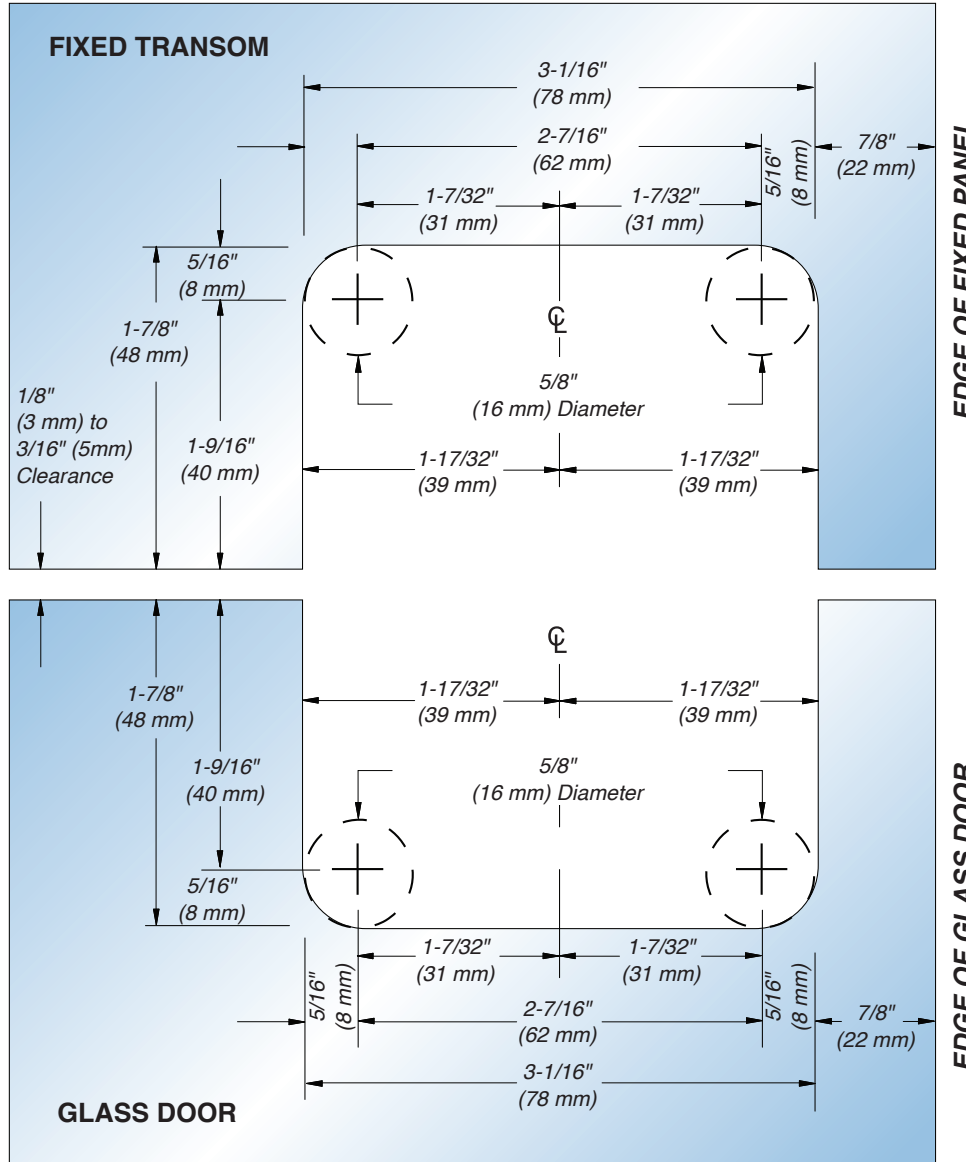 FIXED TRANSOM
3-1/16"
(78 mm)
2-7/16"
(62 mm)
5/16"
(8 mm)
7/8"
(22 mm)
1-7/32"
(31 mm)
1-7/32"
(31 mm)
EDGE OF FIXED PANEL
5/16"
(8 mm)
1-7/8"
(48 mm)
℄
1/8"
(3 mm) to
3/16" (5mm)
Clearance
5/8"
(16 mm) Diameter
1-9/16"
(40 mm)
1-17/32"
(39 mm)
1-17/32"
(39 mm)
℄
1-7/8"
(48 mm)
1-17/32"
(39 mm)
1-17/32"
(39 mm)
1-9/16"
(40 mm)
5/8"
(16 mm) Diameter
EDGE OF GLASS DOOR
5/16"
(8 mm)
1-7/32"
(31 mm)
1-7/32"
(31 mm)
5/16"
(8 mm)
2-7/16"
(62 mm)
5/16"
(8 mm)
7/8"
(22 mm)
3-1/16"
(78 mm)
GLASS DOOR